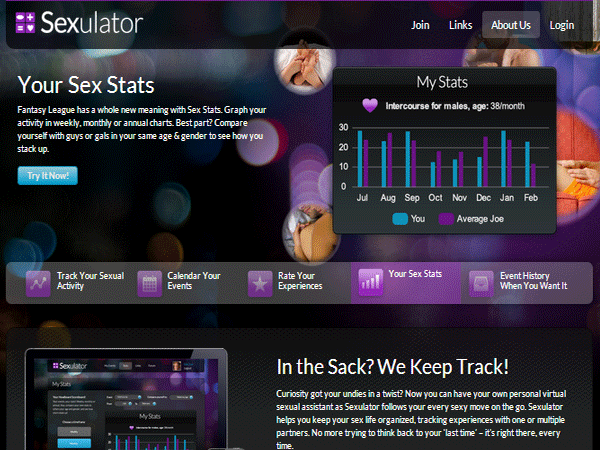 Sexulator
Join Links About Us Login
Your Sex Stats
Fantasy League has a whole new meaning with Sex Stats. Graph your
activity in weekly, monthly or annual charts. Best part? Compare
yourself with guys or gals in your same age & gender to see how you
stack up.
Try It Now!
My Stats
Intercourse for males, age: 38/month
30
20
10
0
Jul Aug Sep Oct Nov Dec Jan Feb
You Average Joe
Track Your Sexual
Activity
Calendar Your
Events
Rate Your
Experiences
Your Sex Stats
Event History
When You Want It
Sexulator
My Stats
My Stats
In the Sack? We Keep Track!
Curiosity got your undies in a twist? Now you can have your own personal virtual
sexual assistant as Sexulator follows your every sexy move on the go. Sexulator
helps you keep your sex life organized, tracking experiences with one or multiple
partners. No more trying to think back to your 'last time' – it's right there, every
time.